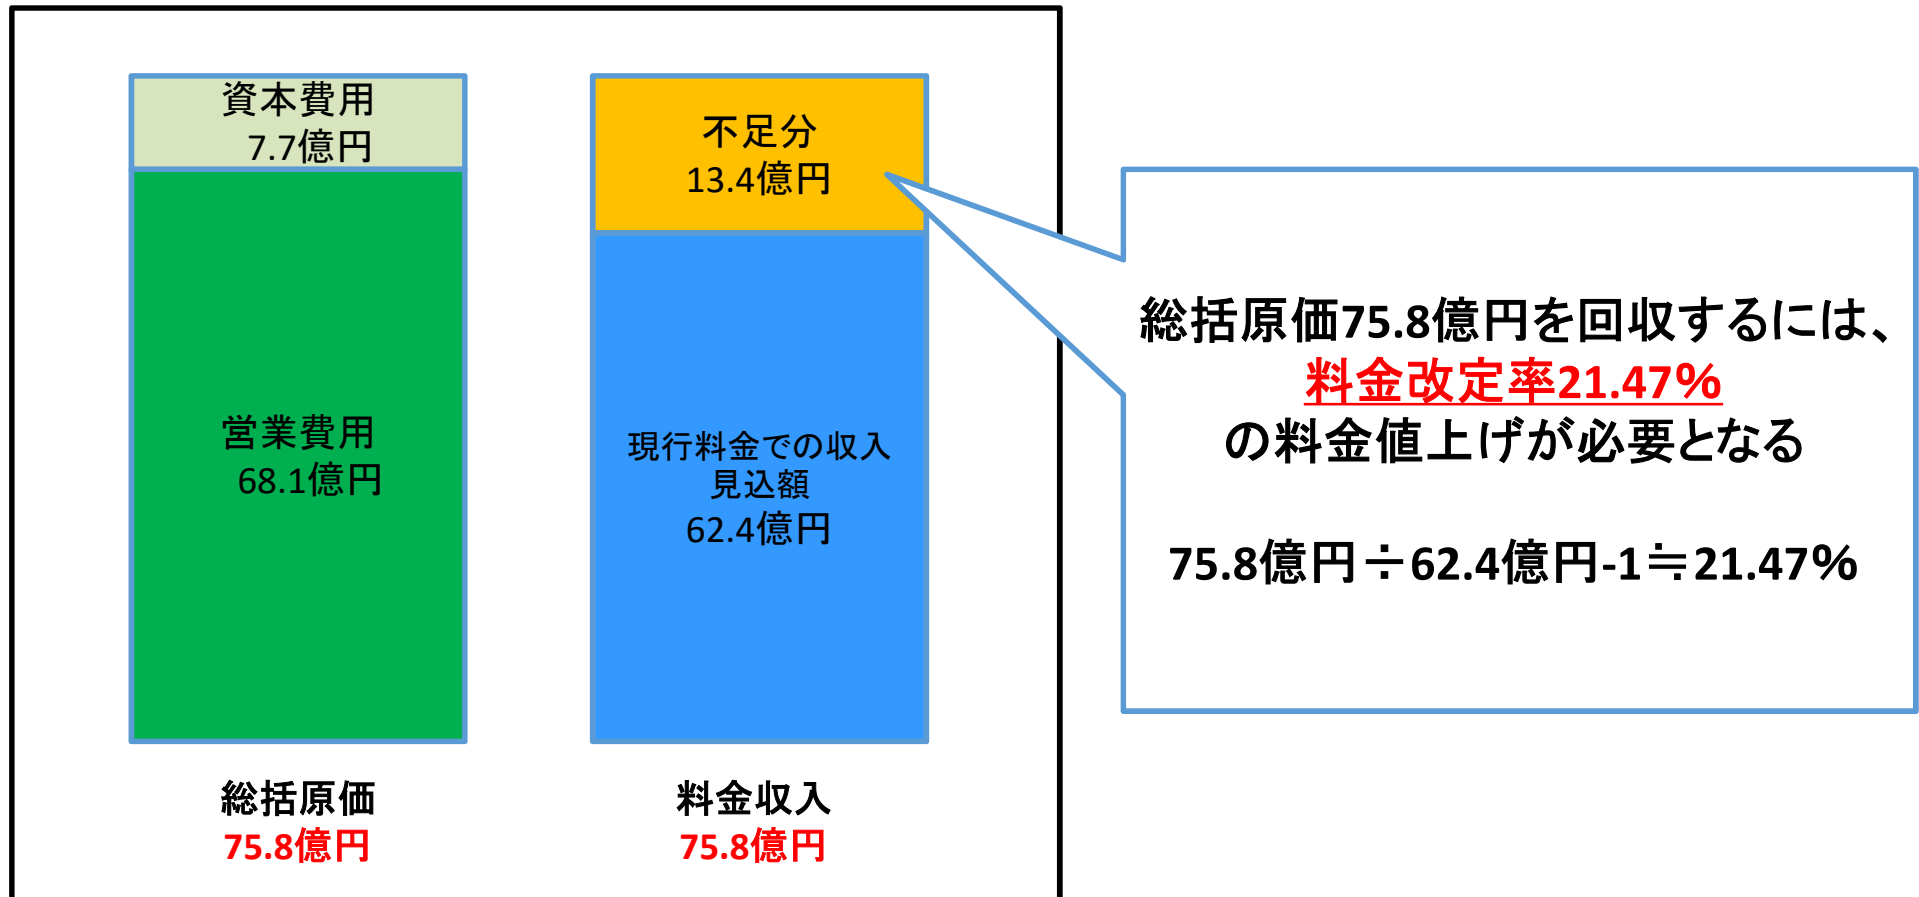 資本費用
7.7億円
営業費用
68.1億円
総括原価
75.8億円
不足分
13.4億円
現行料金での収入
見込額
62.4億円
料金収入
75.8億円
総括原価75.8億円を回収するには、
料金改定率21.47%
の料金値上げが必要となる
75.8億円÷62.4億円-1≒21.47%